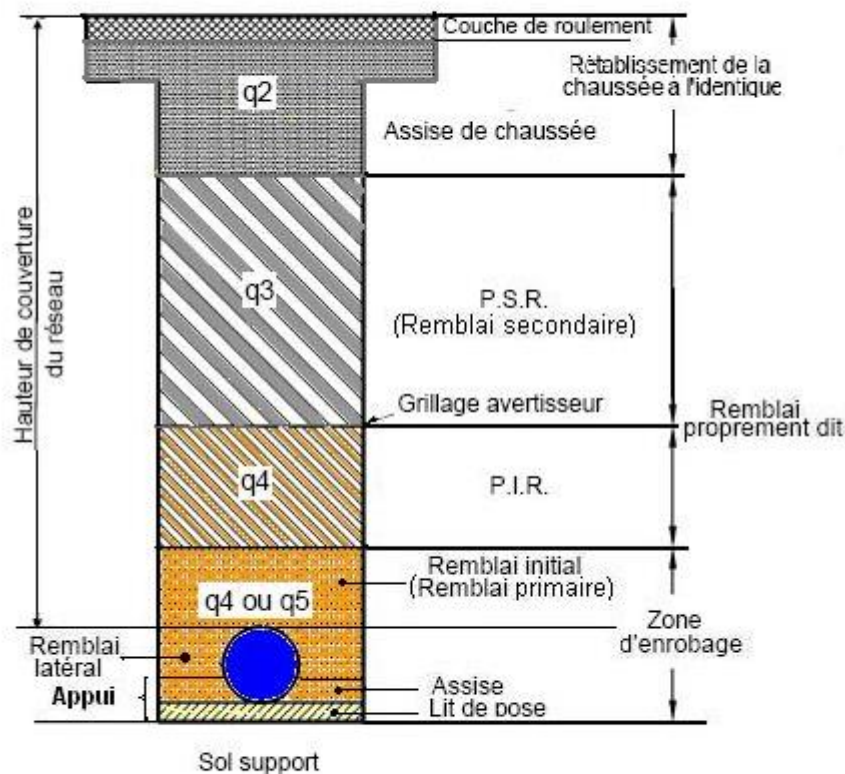 Couche de roulement
Rétablissement de la
chaussée à l'identique
q2
Assise de chaussée
Hauteur de couverture
du réseau
q3
P.S.R.
(Remblai secondaire)
Grillage avertisseur
Remblai
proprement dit
q4
P.I.R.
Remblai initial
(Remblai primaire)
q4 ou q5
Zone
d'enrobage
Remblai
latéral
Appui
Assise
Lit de pose
Sol support